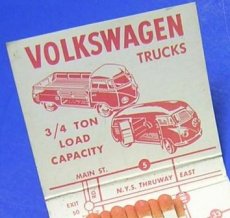 VOLKSWAGEN
TRUCKS
3/4 TON
LOAD
CAPACITY
MAIN ST.
5
EXIT
50
N.Y.S. THRUWAY EAST